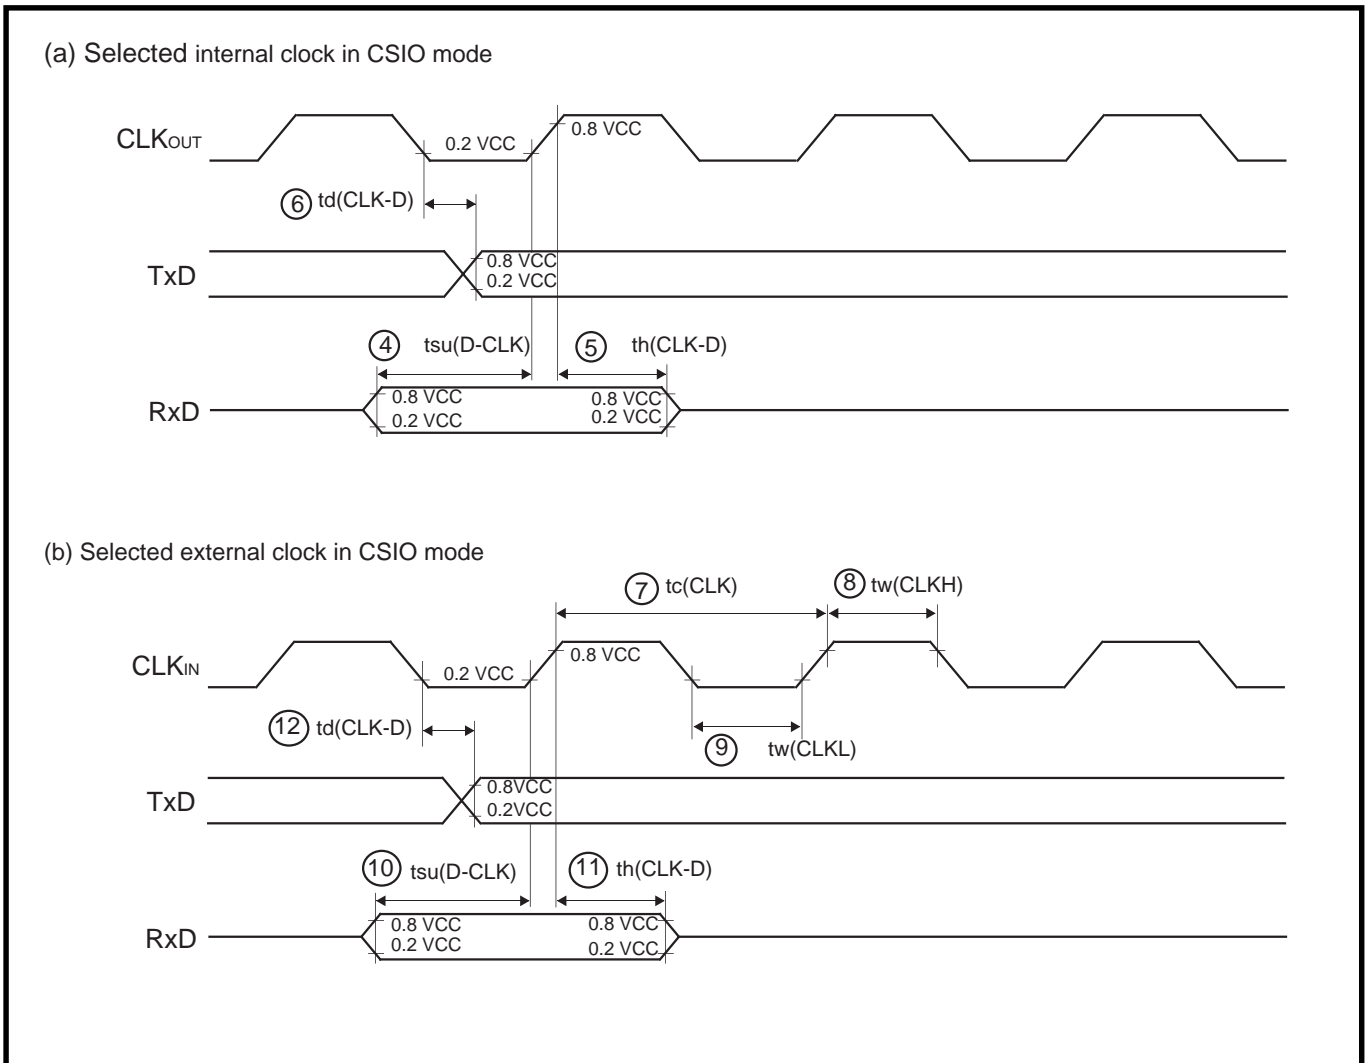 (a) Selected internal clock in CSIO mode
CLKOUT
0.2 VCC
0.8 VCC
6 td(CLK-D)
TxD
0.8 VCC
0.2 VCC
4 tsu(D-CLK)
5 th(CLK-D)
RxD
0.8 VCC
0.2 VCC
0.8 VCC
0.2 VCC
(b) Selected external clock in CSIO mode
7 tc(CLK)
8 tw(CLKH)
CLKIN
0.2 VCC
0.8 VCC
12 td(CLK-D)
9 tw(CLKL)
TxD
0.8VCC
0.2VCC
10 tsu(D-CLK)
11 th(CLK-D)
RxD
0.8 VCC
0.2 VCC
0.8 VCC
0.2 VCC